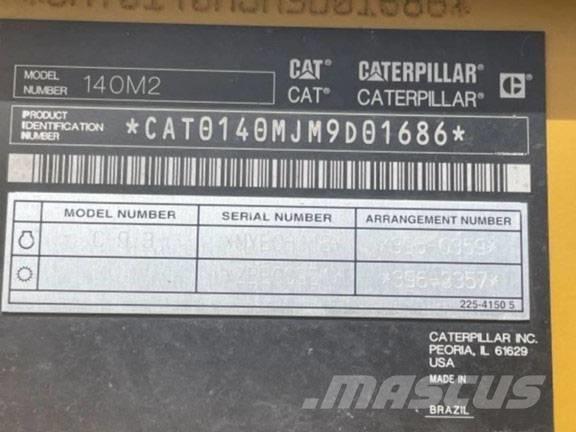 MODEL NUMBER 140M2
CAT® CATERPILLAR®
CAT® CATERPILLAR® C
PRODUCT IDENTIFICATION NUMBER *CAT0140MJM9D01686*
MODEL NUMBER SERIAL NUMBER ARRANGEMENT NUMBER
225-4150 5
CATERPILLAR INC.
PEORIA, IL 61629
USA
MADE IN
BRAZIL
MASCUS